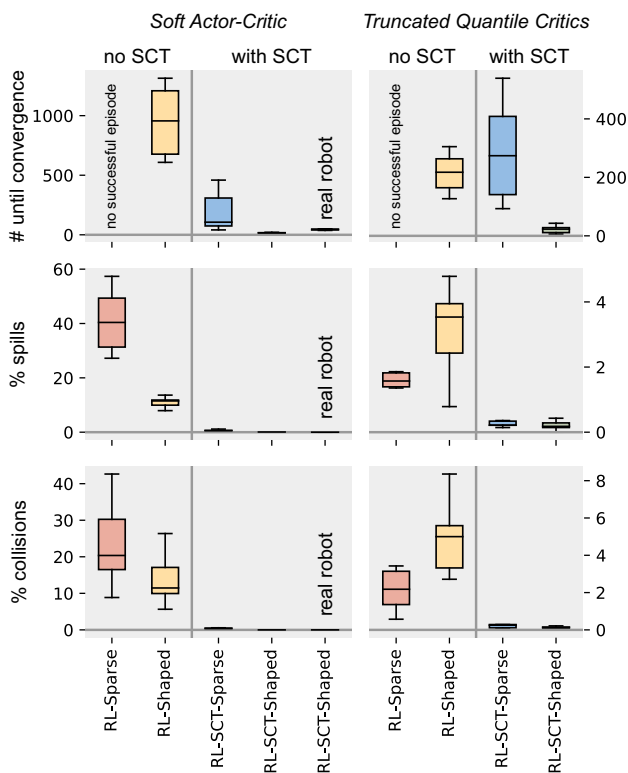 Soft Actor-Critic
Truncated Quantile Critics
no SCT
with SCT
no SCT
with SCT
# until convergence
1000
500
0
no successful episode
real robot
no successful episode
400
200
0
% spills
60
40
20
0
real robot
4
2
0
% collisions
40
30
20
10
0
real robot
8
6
4
2
0
RL-Sparse
RL-Shaped
RL-SCT-Sparse
RL-SCT-Shaped
RL-SCT-Shaped
RL-Sparse
RL-Shaped
RL-SCT-Sparse
RL-SCT-Shaped